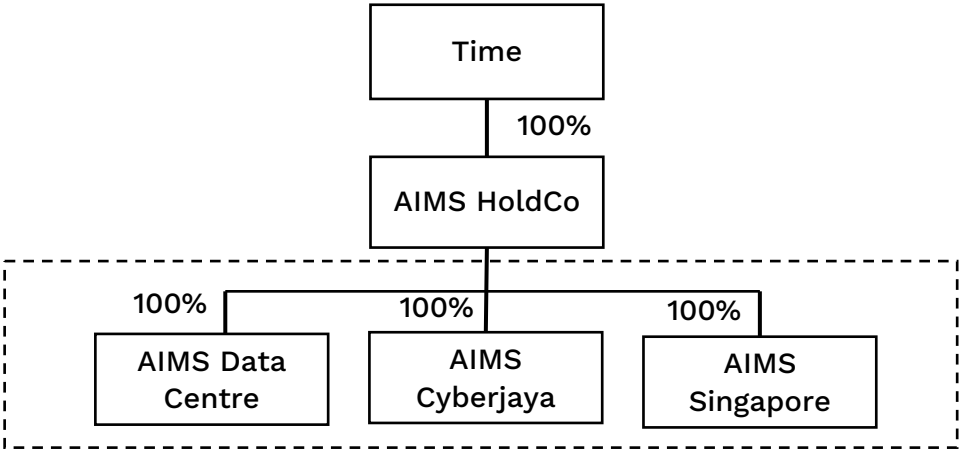 Time
100%
AIMS HoldCo
100%
100%
100%
AIMS Data
Centre
AIMS
Cyberjaya
AIMS
Singapore